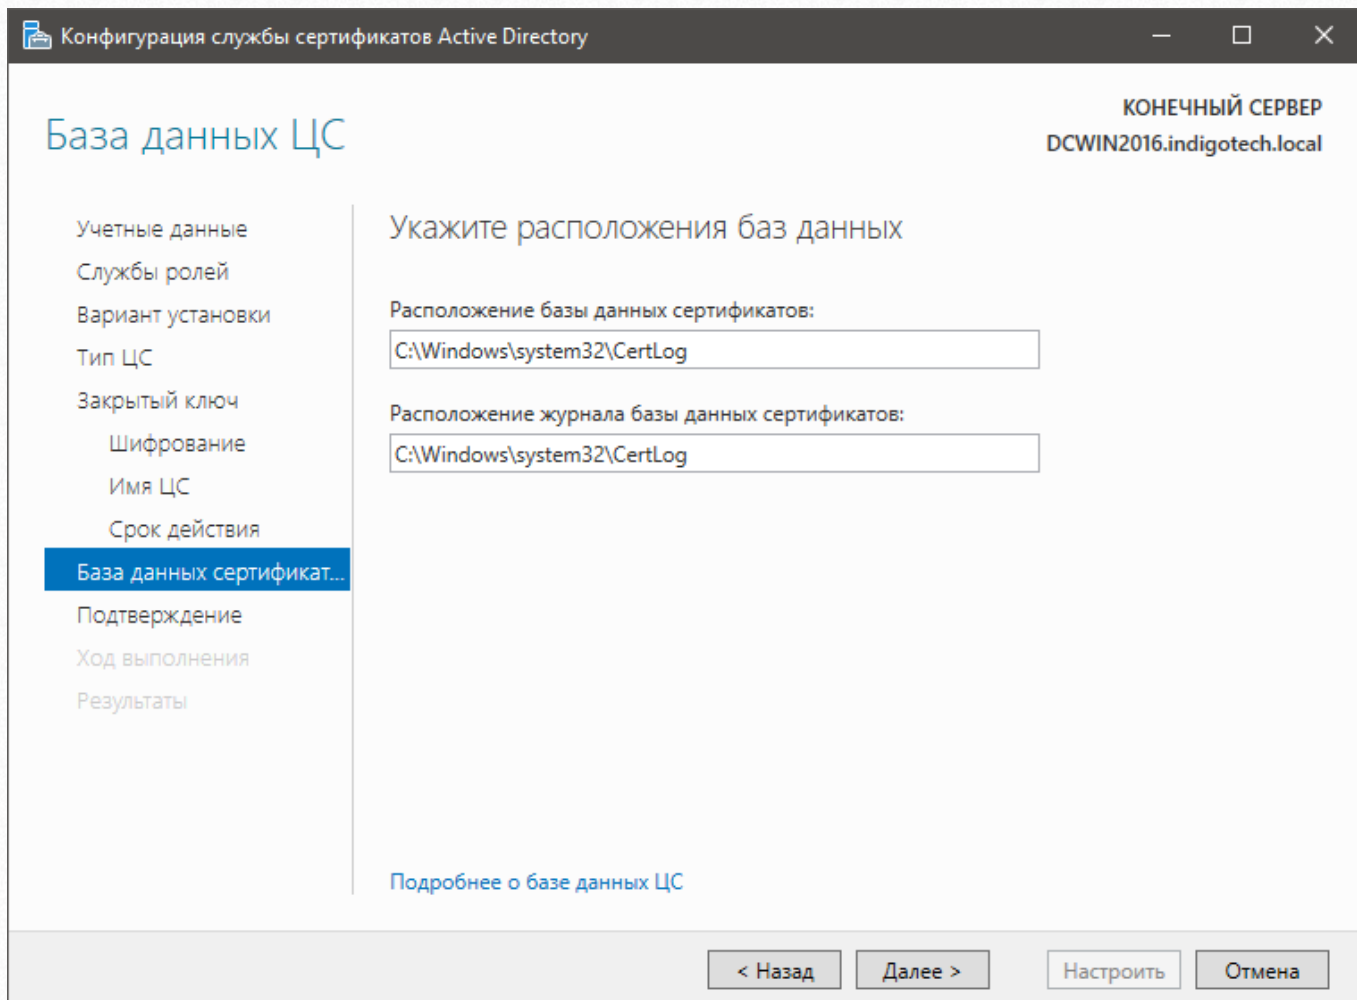 Конфигурация службы сертификатов Active Directory
База данных ЦС
КОНЕЧНЫЙ СЕРВЕР
DCWIN2016.indigotech.local
Учетные данные
Службы ролей
Вариант установки
Тип ЦС
Закрытый ключ
Шифрование
Имя ЦС
Срок действия
База данных сертификат...
Подтверждение
Ход выполнения
Результаты
Укажите расположения баз данных
Расположение базы данных сертификатов:
C:\Windows\system32\CertLog
Расположение журнала базы данных сертификатов:
C:\Windows\system32\CertLog
Подробнее о базе данных ЦС
< Назад
Далее >
Настроить
Отмена